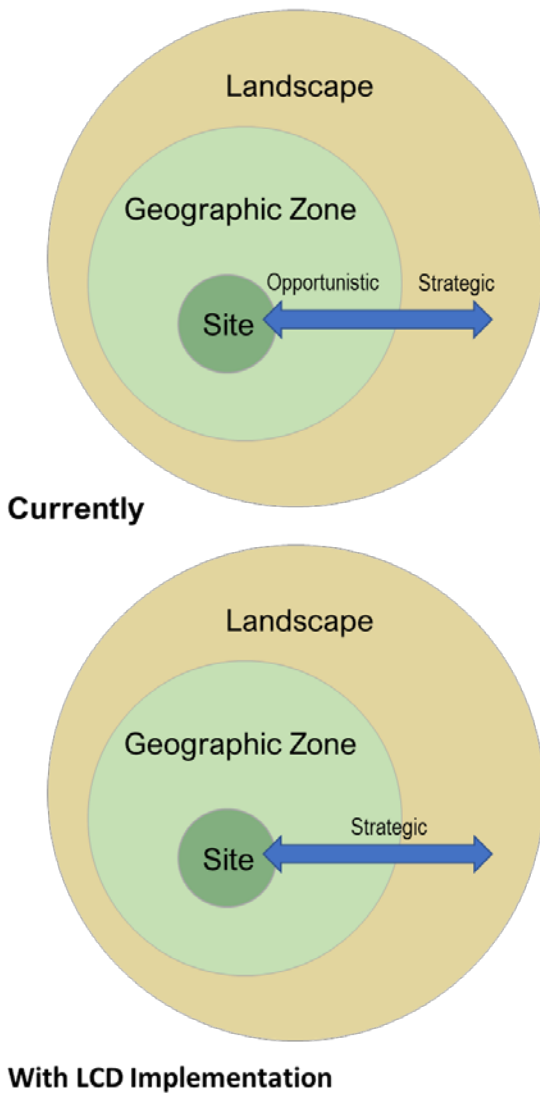 Landscape
Geographic Zone
Opportunistic Strategic
Site
Currently
Landscape
Geographic Zone
Strategic
Site
With LCD Implementation